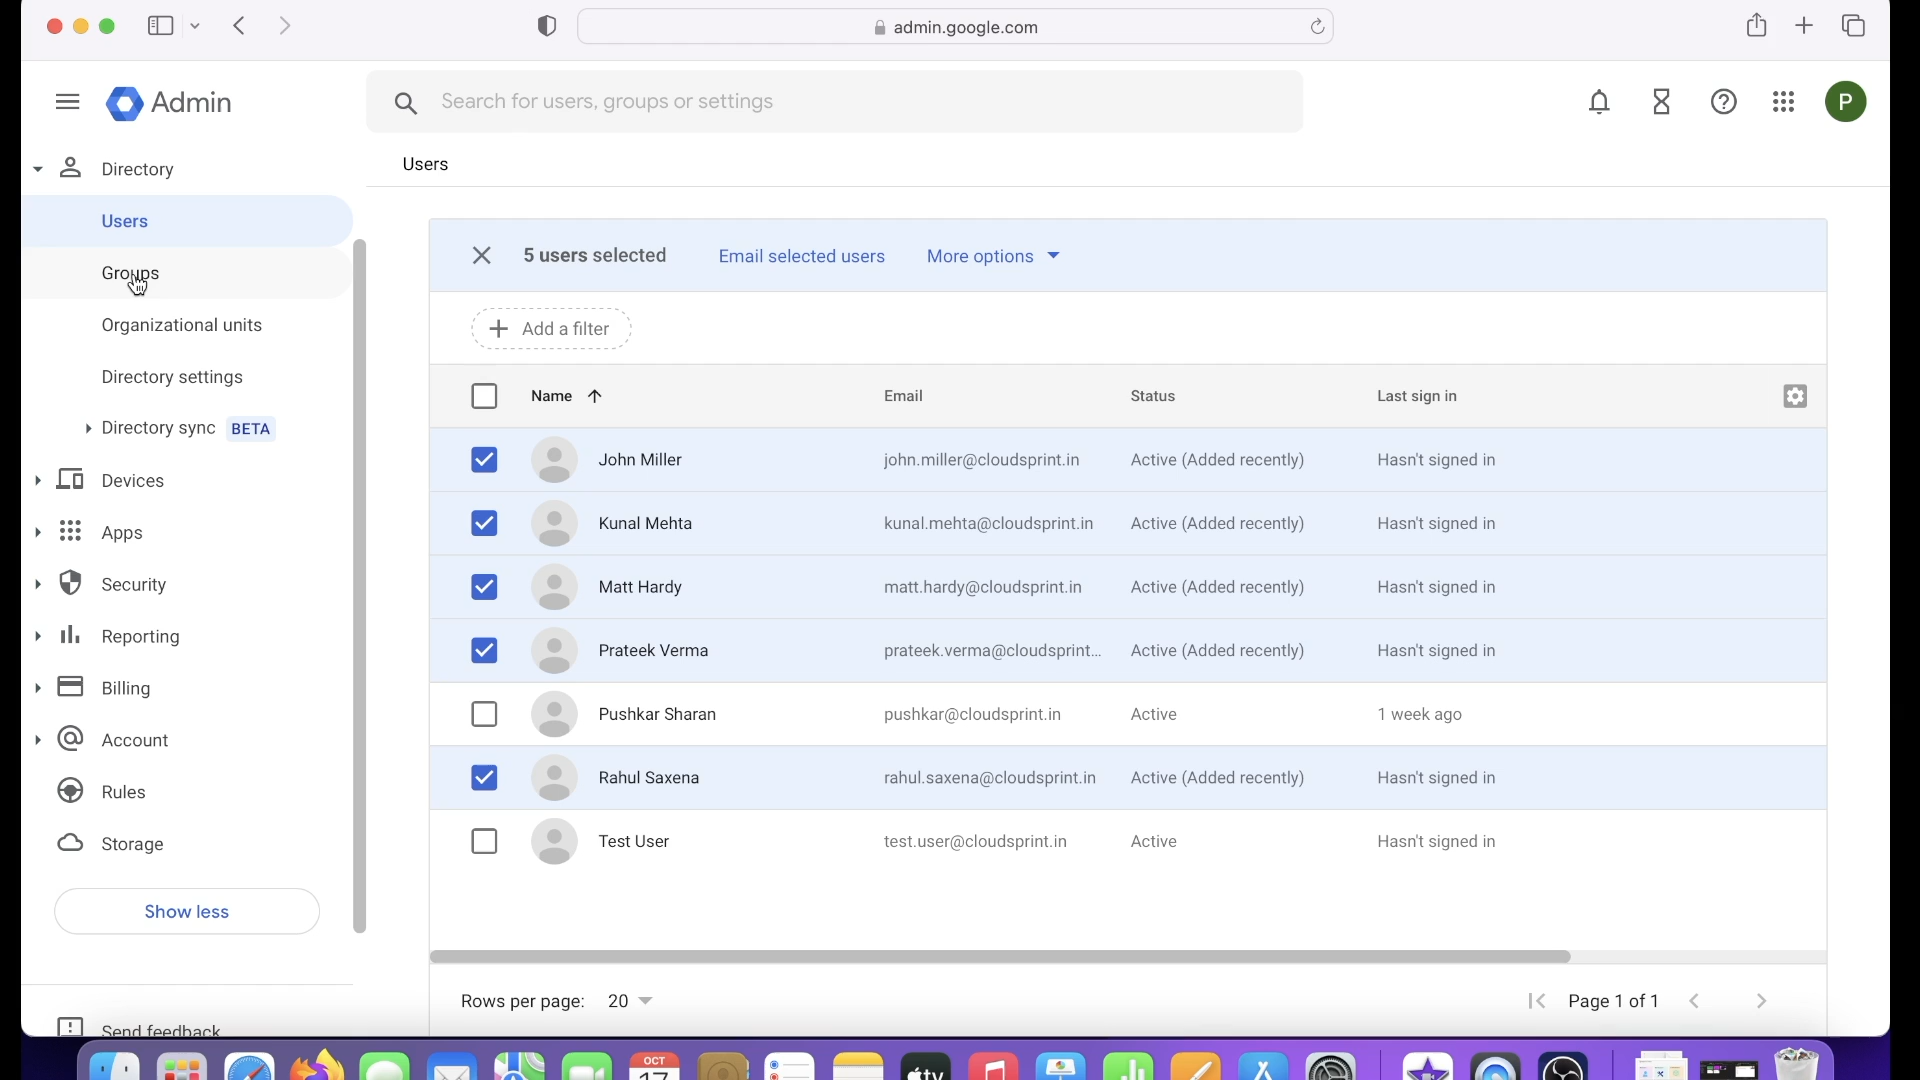 admin.google.com
Admin
Search for users, groups or settings
P
Directory
Users
Groups
Organizational units
Directory settings
Directory sync BETA
Devices
Apps
Security
Reporting
Billing
Account
Rules
Storage
Show less
Send feedback
Users
5 users selected
Email selected users
More options
Add a filter
Name Email Status Last sign in
John Miller john.miller@cloudsprint.in Active (Added recently) Hasn't signed in
Kunal Mehta kunal.mehta@cloudsprint.in Active (Added recently) Hasn't signed in
Matt Hardy matt.hardy@cloudsprint.in Active (Added recently) Hasn't signed in
Prateek Verma prateek.verma@cloudsprint... Active (Added recently) Hasn't signed in
Pushkar Sharan pushkar@cloudsprint.in Active 1 week ago
Rahul Saxena rahul.saxena@cloudsprint.in Active (Added recently) Hasn't signed in
Test User test.user@cloudsprint.in Active Hasn't signed in
Rows per page: 20
Page 1 of 1
OCT
17
tv